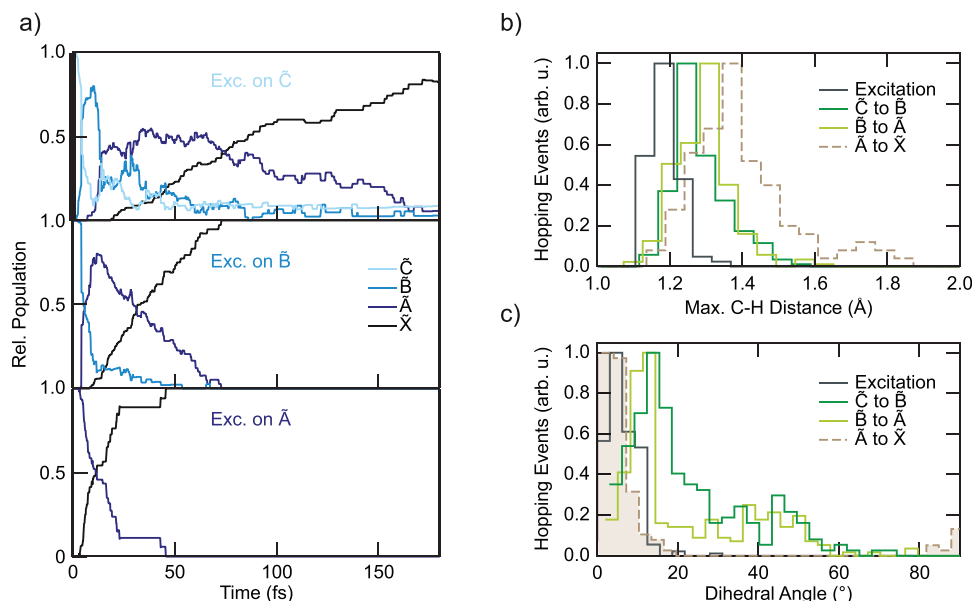 a)
1.0
Exc. on C̃
0.5
1.0
Exc. on B̃
0.5
C̃
B̃
Ã
X̃
Rel. Population
1.0
Exc. on Ã
0.5
0
0 50 100 150
Time (fs)
b)
1.0
0.8
0.6
0.4
0.2
0.0
Hopping Events (arb. u.)
Excitation
C̃ to B̃
B̃ to Ã
Ã to X̃
1.0 1.2 1.4 1.6 1.8 2.0
Max. C-H Distance (Å)
c)
1.0
0.8
0.6
0.4
0.2
0.0
Hopping Events (arb. u.)
Excitation
C̃ to B̃
B̃ to Ã
Ã to X̃
0 20 40 60 80
Dihedral Angle (°)